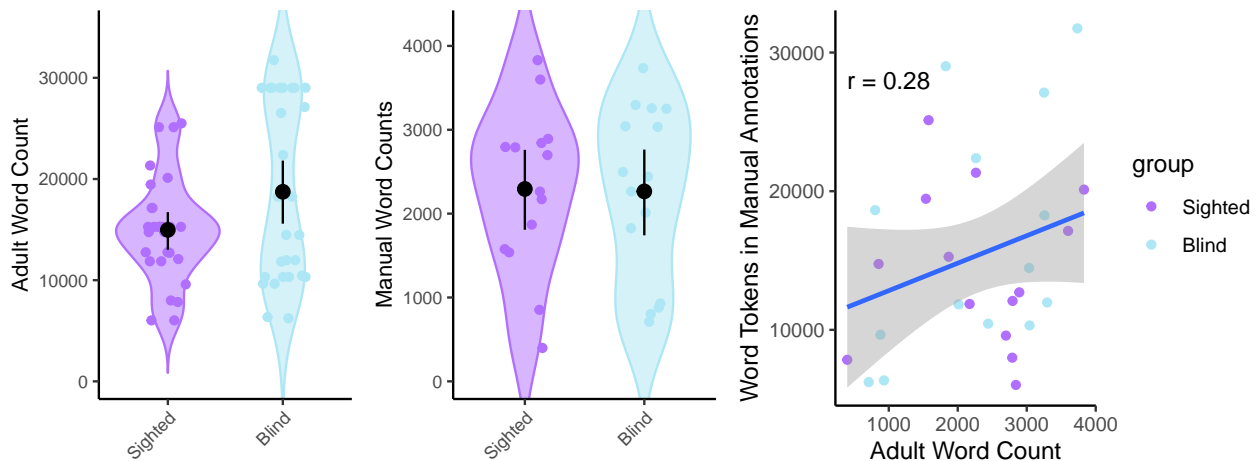 Adult Word Count
30000
20000
10000
0
Sighted
Blind
Manual Word Counts
4000
3000
2000
1000
0
Sighted
Blind
Word Tokens in Manual Annotations
30000
20000
10000
r = 0.28
1000
2000
3000
4000
Adult Word Count
group
Sighted
Blind